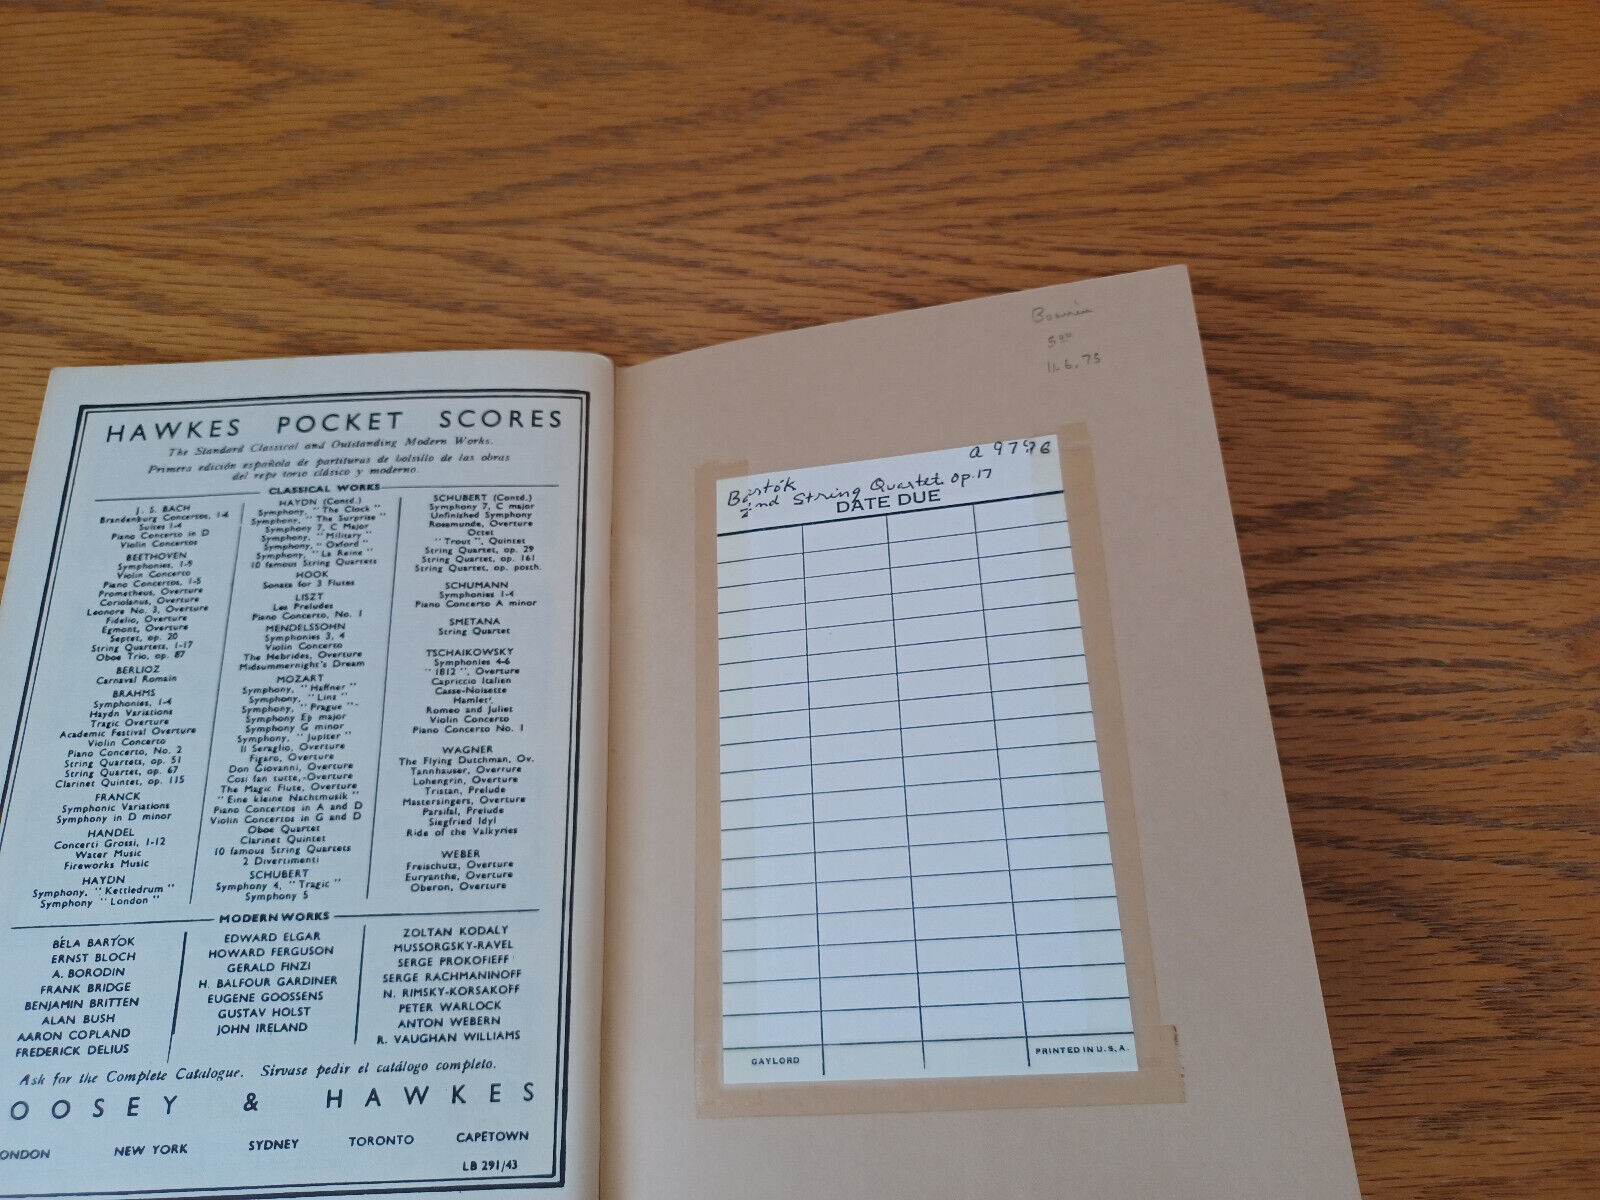 HAWKES POCKET SCORES
The Standard Classical and Outstanding Modern Works.
Primera edición española de partituras de bolsillo de las obras
del repr torio clásico y moderno.
CLASSICAL WORKS
J. S. BACH
Brandenburg Concertos, 1-6
Suites 1-4
Piano Concerto in D
Violin Concertos
BEETHOVEN
Symphonies, 1-9
Violin Concerto
Piano Concertos, 1-5
Prometheus, Overture
Coriolanus, Overture
Leonore No. 3, Overture
Fidelio, Overture
Egmont, Overture
Septet, op. 20
String Quartets, 1-17
Oboe Trio, op. 87
BERLIOZ
Carnaval Romain
BRAHMS
Symphonies, 1-4
Haydn Variations
Tragic Overture
Academic Festival Overture
Violin Concerto
Piano Concerto, No. 2
String Quartets, op. 51
String Quartet, op. 67
Clarinet Quintet, op. 115
FRANCK
Symphonic Variations
Symphony in D minor
HANDEL
Concerti Grossi, 1-12
Water Music
Fireworks Music
HAYDN
Symphony, " Kettledrum "
Symphony " London "
HAYDN (Contd.)
Symphony, " The Clock "
Symphony, " The Surprise "
Symphony 7, C Major
Symphony, " Military "
Symphony, " Oxford "
Symphony, " La Reine "
10 famous String Quartets
HOOK
Sonata for 3 Flutes
LISZT
Les Preludes
Piano Concerto, No. 1
MENDELSSOHN
Symphonies 3, 4
Violin Concerto
The Hebrides, Overture
Midsummernight's Dream
MOZART
Symphony, " Haffner "
Symphony, " Linz "
Symphony, " Prague "
Symphony Eb major
Symphony G minor
Symphony, " Jupiter "
Il Seraglio, Overture
Figaro, Overture
Don Giovanni, Overture
Cosi fan tutte, Overture
The Magic Flute, Overture
" Eine kleine Nachtmusik "
Piano Concertos in A and D
Violin Concertos in G and D
Oboe Quartet
Clarinet Quintet
10 famous String Quartets
2 Divertimenti
SCHUBERT
Symphony 4, " Tragic "
Symphony 5
SCHUBERT (Contd.)
Symphony 7, C major
Unfinished Symphony
Rosamunde, Overture
Octet
" Trout ", Quintet
String Quartet, op. 29
String Quartet, op. 161
String Quartet, op. posth.
SCHUMANN
Symphonies 1-4
Piano Concerto A minor
SMETANA
String Quartet
TSCHAIKOWSKY
Symphonies 4-6
" 1812 ", Overture
Capriccio Italien
Casse-Noisette
Hamlet
Romeo and Juliet
Violin Concerto
Piano Concerto No. 1
WAGNER
The Flying Dutchman, Ov.
Tannhauser, Overture
Lohengrin, Overture
Tristan, Prelude
Mastersingers, Overture
Parsifal, Prelude
Siegfried Idyl
Ride of the Valkyries
WEBER
Freischutz, Overture
Euryanthe, Overture
Oberon, Overture
MODERN WORKS
BÉLA BARTÓK
ERNST BLOCH
A. BORODIN
FRANK BRIDGE
BENJAMIN BRITTEN
ALAN BUSH
AARON COPLAND
FREDERICK DELIUS
EDWARD ELGAR
HOWARD FERGUSON
GERALD FINZI
H. BALFOUR GARDINER
EUGENE GOOSSENS
GUSTAV HOLST
JOHN IRELAND
ZOLTAN KODALY
MUSSORGSKY-RAVEL
SERGE PROKOFIEFF
SERGE RACHMANINOFF
N. RIMSKY-KORSAKOFF
PETER WARLOCK
ANTON WEBERN
R. VAUGHAN WILLIAMS
Ask for the Complete Catalogue. Sírvase pedir el catálogo completo.
OOSEY & HAWKES
ONDON NEW YORK SYDNEY TORONTO CAPETOWN
LB 291/43
11.6.75
Bartók
2nd String Quartet. Op. 17
DATE DUE
GAYLORD
PRINTED IN U.S.A.